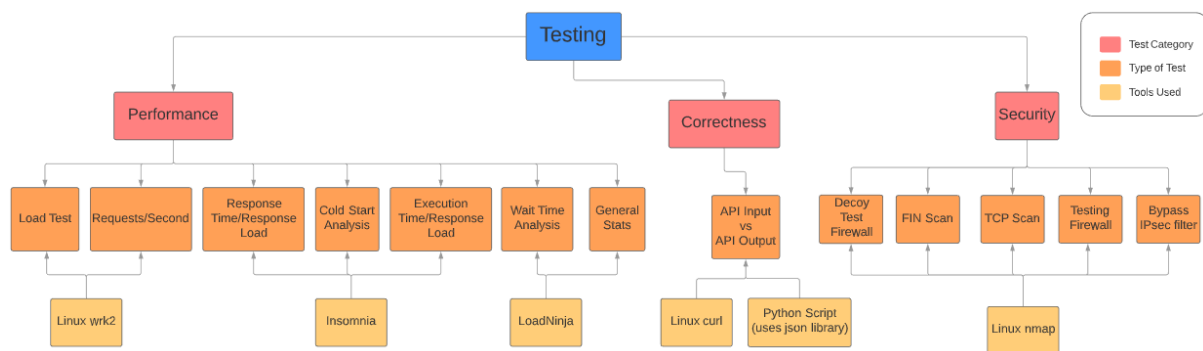 Testing
Test Category
Type of Test
Tools Used
Performance
Correctness
Security
Load Test
Requests/Second
Response
Time/Response
Load
Cold Start
Analysis
Execution
Time/Response
Load
Wait Time
Analysis
General
Stats
API Input
vs
API Output
Decoy
Test
Firewall
FIN Scan
TCP Scan
Testing
Firewall
Bypass
IPsec filter
Linux wrk2
Insomnia
LoadNinja
Linux curl
Python Script
(uses json library)
Linux nmap